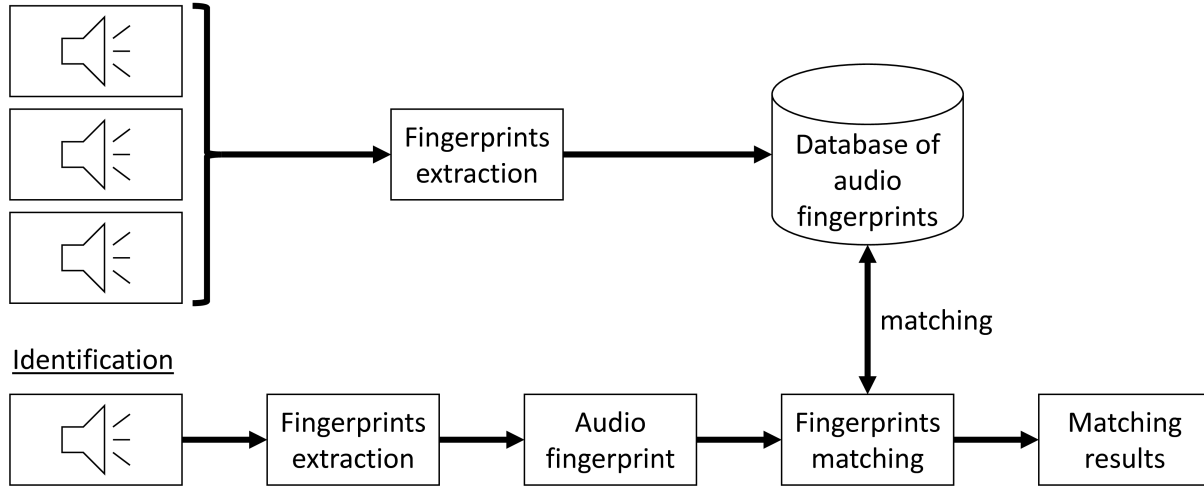 Fingerprints
extraction
Database of
audio
fingerprints
matching
Identification
Fingerprints
extraction
Audio
fingerprint
Fingerprints
matching
Matching
results